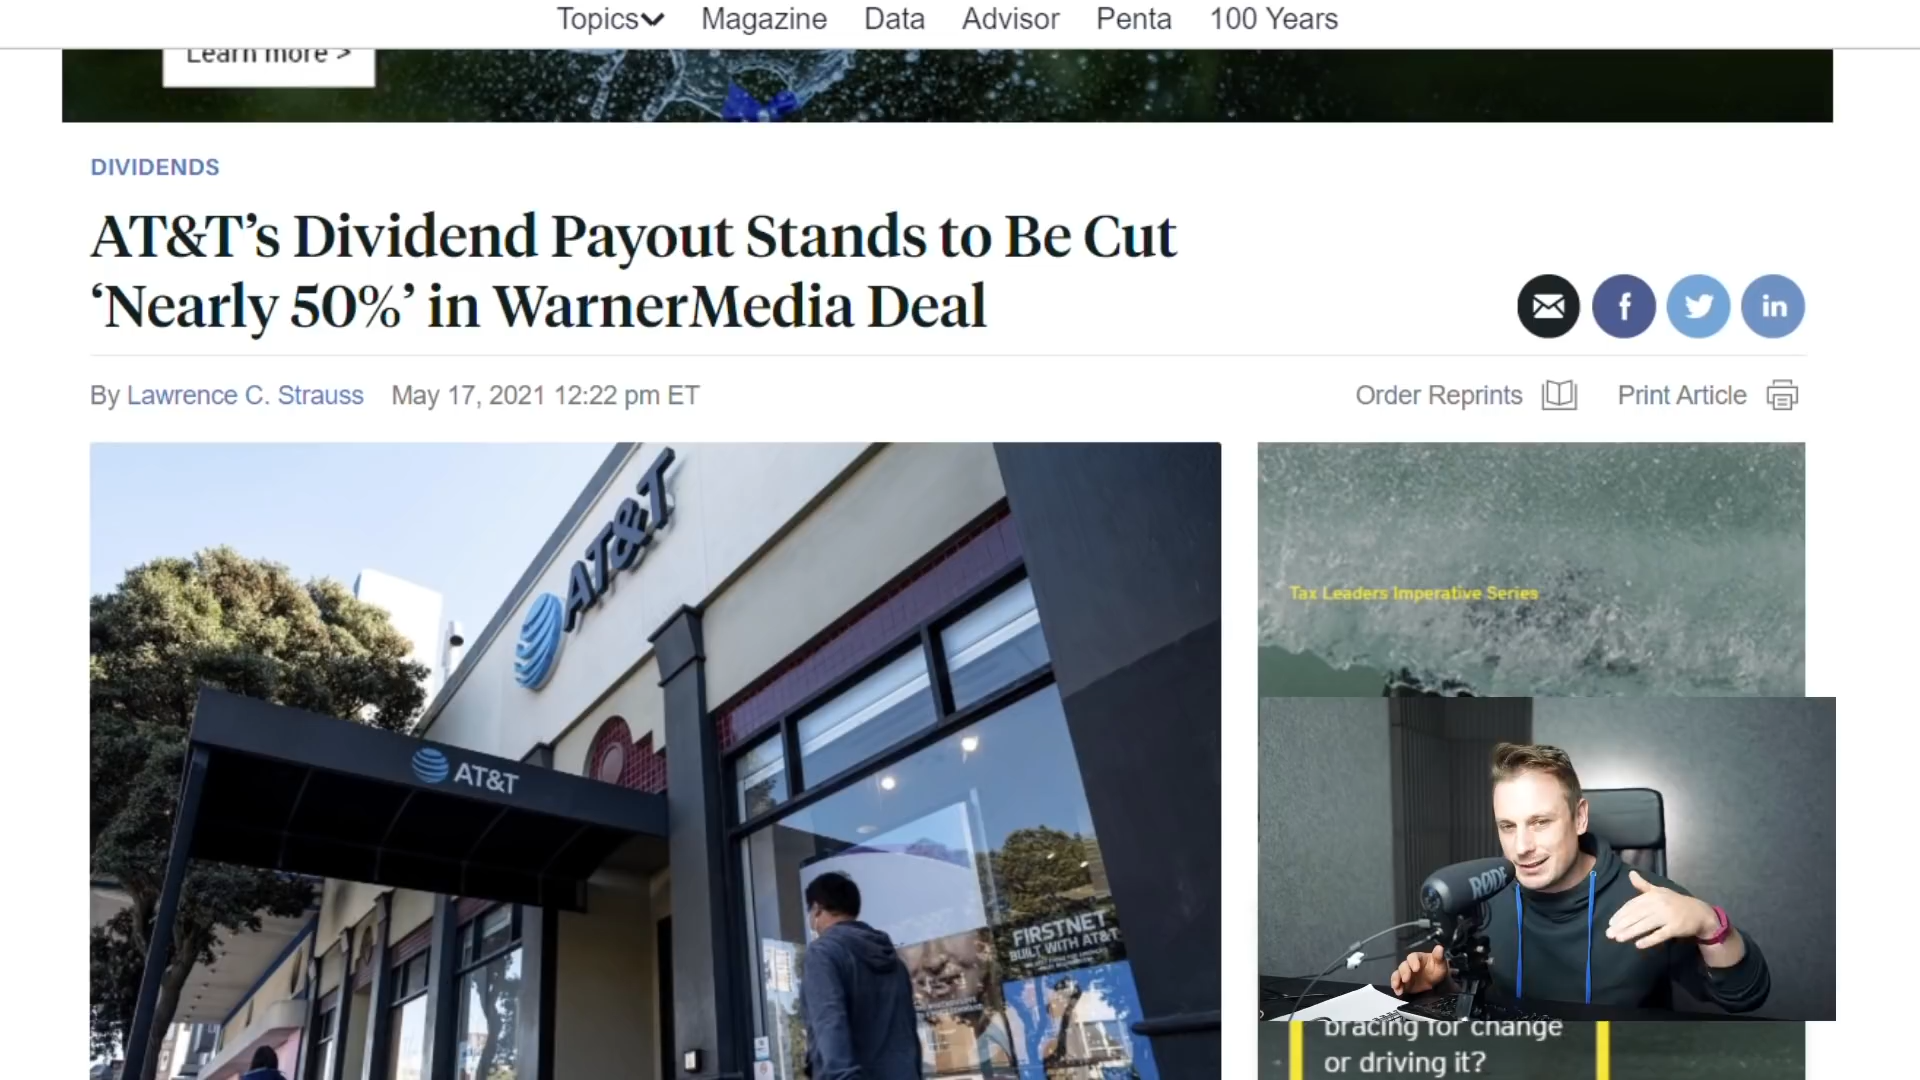 Topics Magazine Data Advisor Penta 100 Years
Learn more >
DIVIDENDS
AT&T’s Dividend Payout Stands to Be Cut
‘Nearly 50%’ in WarnerMedia Deal
By Lawrence C. Strauss May 17, 2021 12:22 pm ET
Order Reprints Print Article
AT&T
AT&T
FIRSTNET
BUILT WITH AT&T
Tax Leaders Imperative Series
RØDE
bracing for change
or driving it?